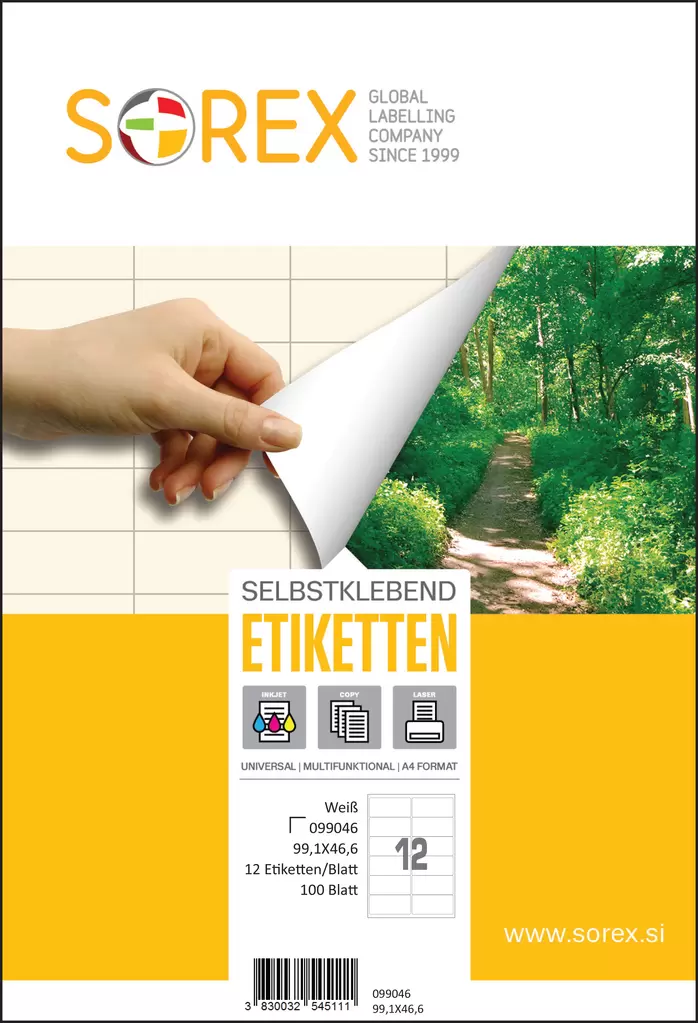 SOREX
GLOBAL
LABELLING
COMPANY
SINCE 1999
SELBSTKLEBEND
ETIKETTEN
INKJET
COPY
LASER
UNIVERSAL | MULTIFUNKTIONAL | A4 FORMAT
Weiß
099046
99,1X46,6
12 Etiketten/Blatt
100 Blatt
12
www.sorex.si
3 830032 545111
099046
99,1X46,6